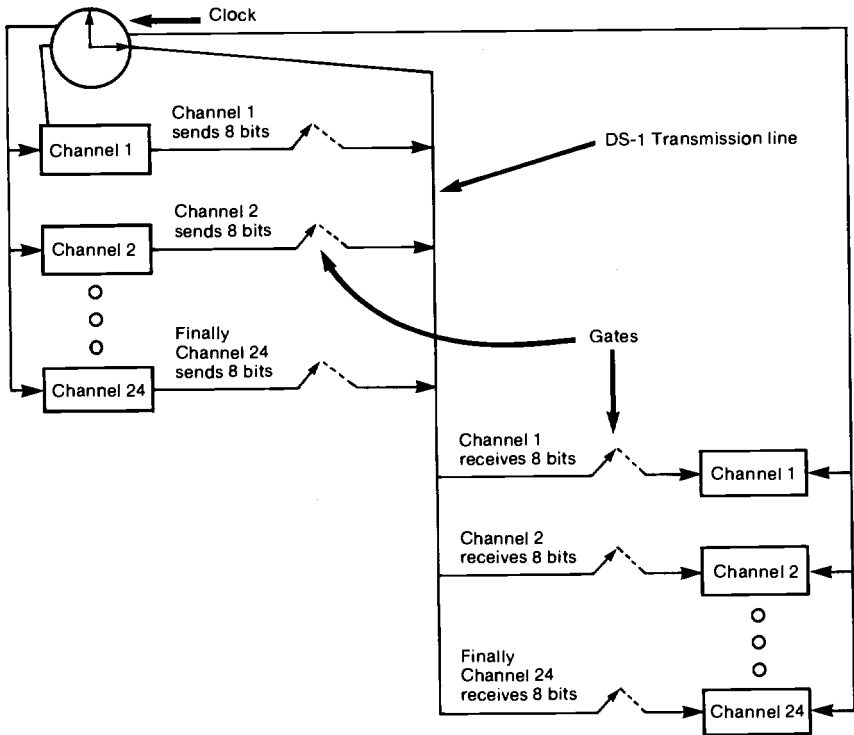 Clock
Channel 1
sends 8 bits
Channel 1
DS-1 Transmission line
Channel 2
sends 8 bits
Channel 2
Finally
Channel 24
sends 8 bits
Channel 24
Gates
Channel 1
receives 8 bits
Channel 1
Channel 2
receives 8 bits
Channel 2
Finally
Channel 24
receives 8 bits
Channel 24